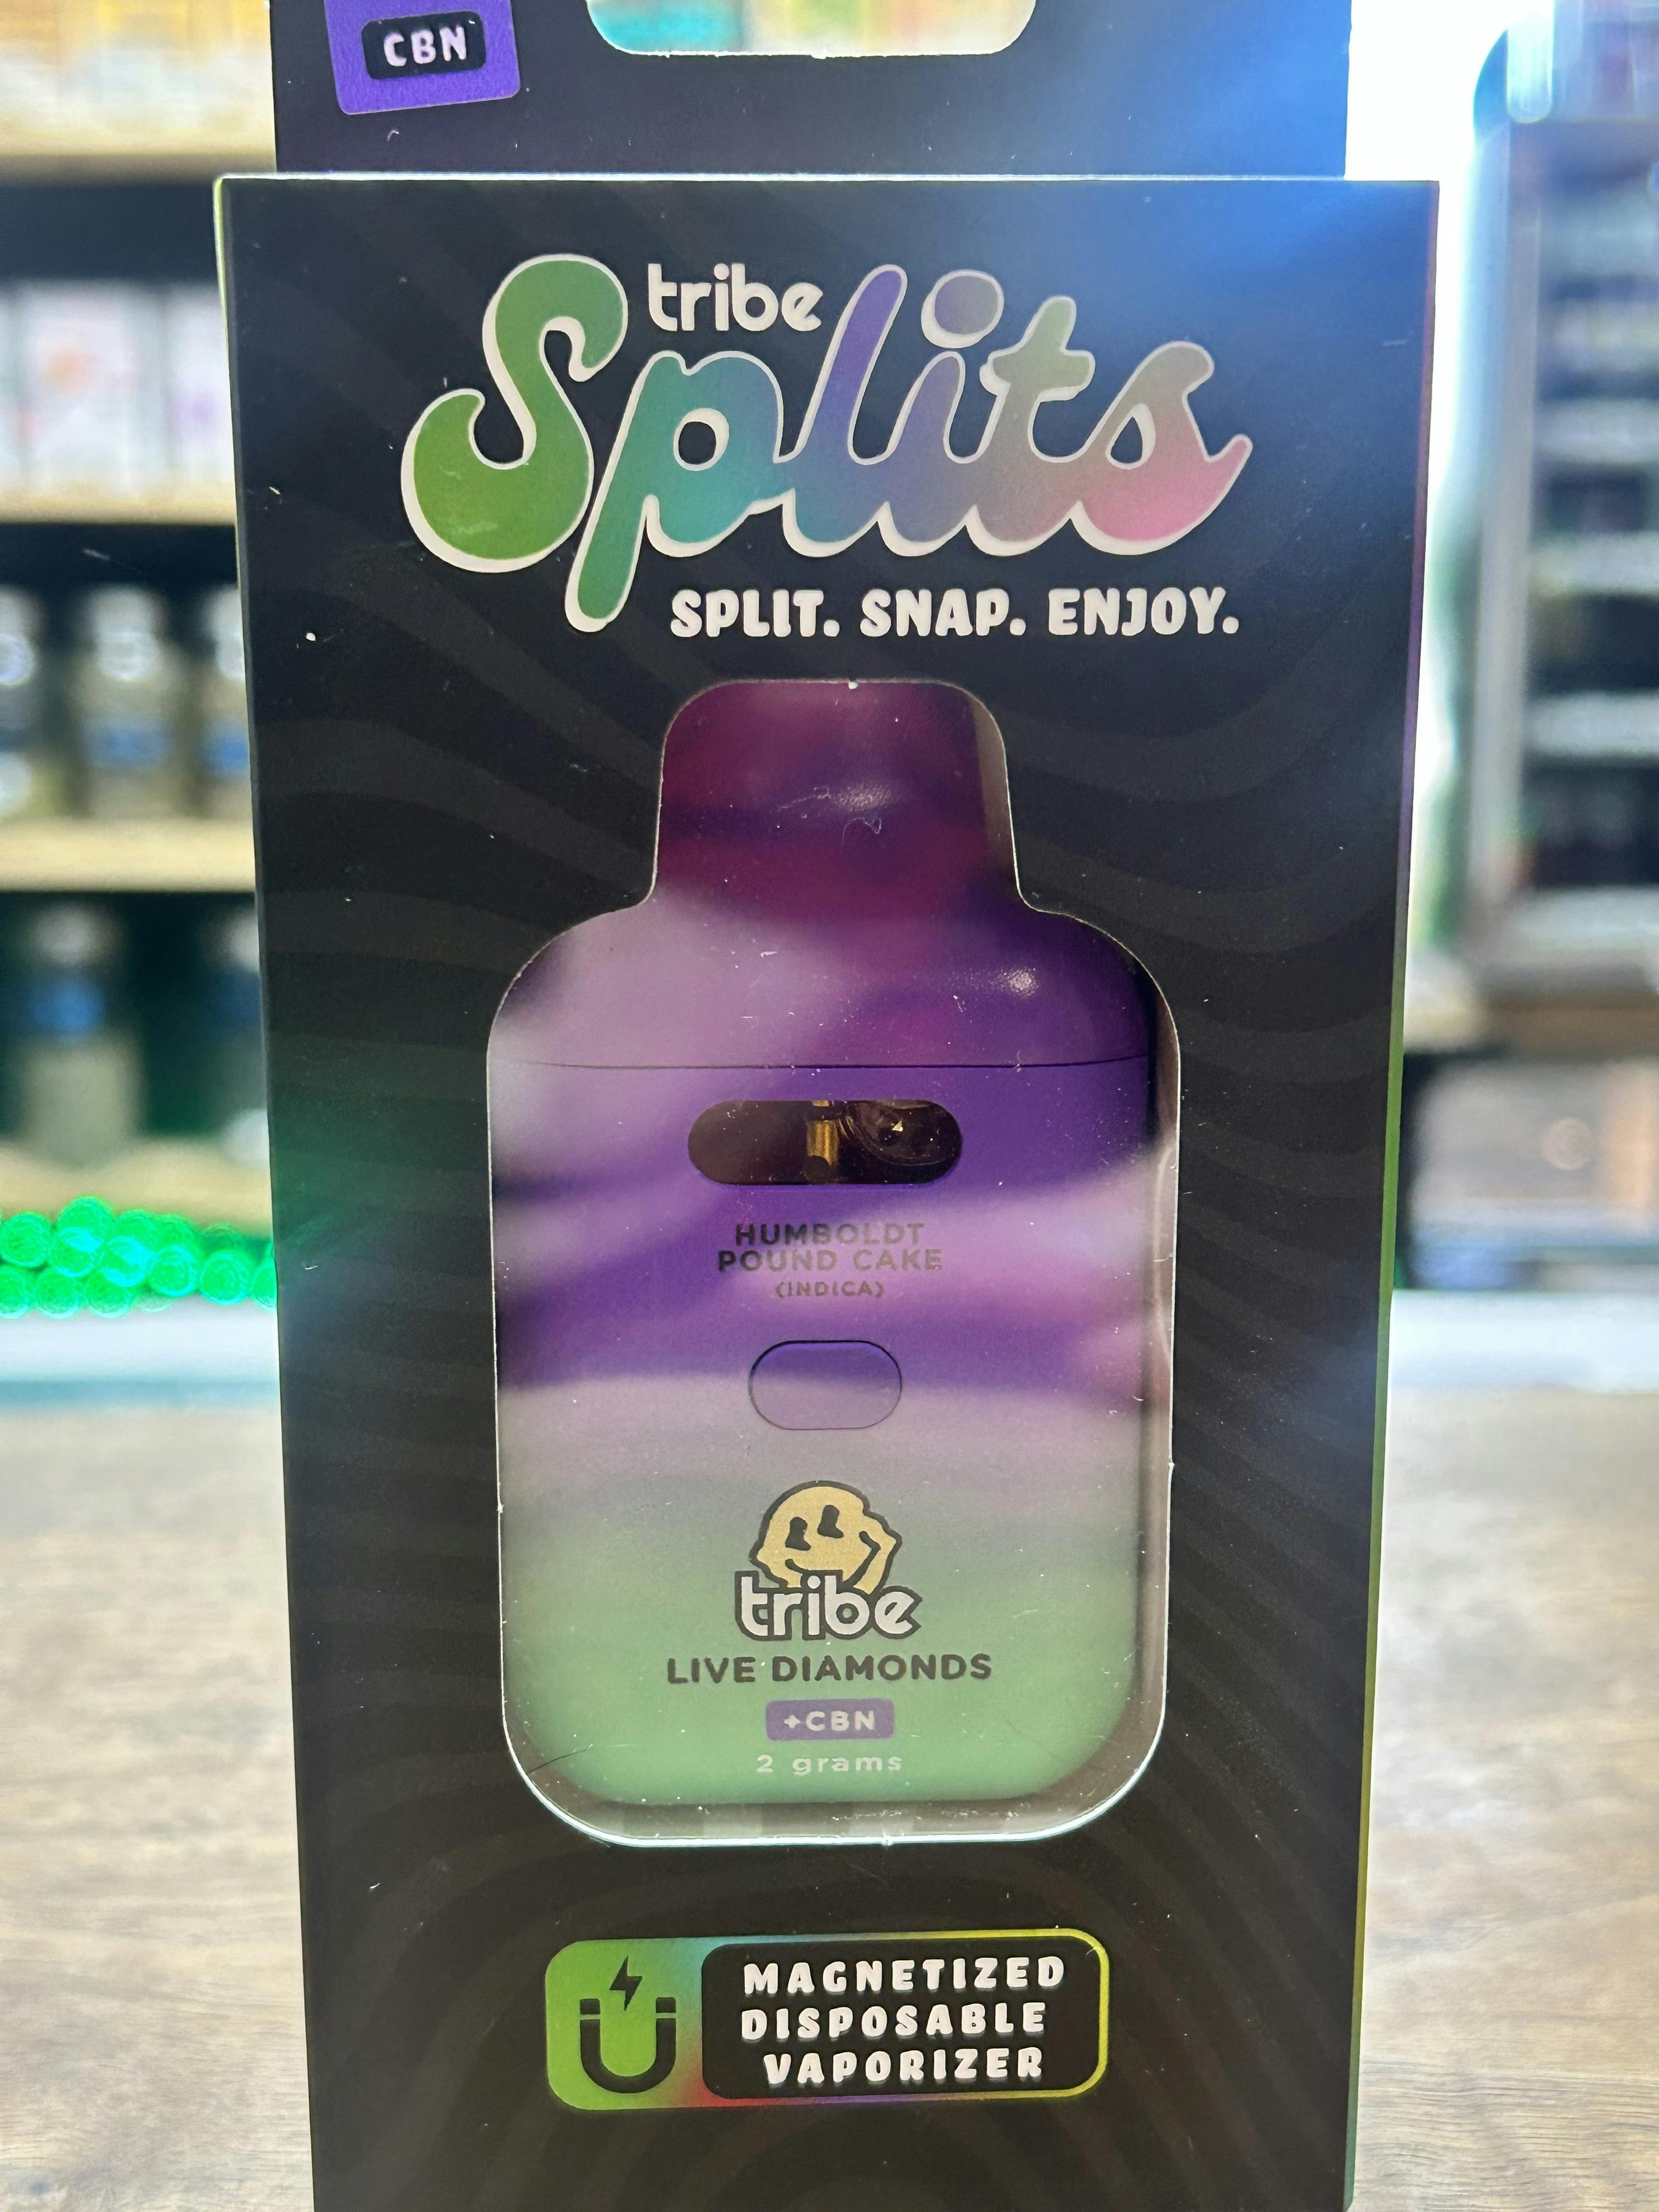 CBN
tribe
Splits
SPLIT. SNAP. ENJOY.
HUMBOLDT
POUND CAKE
(INDICA)
tribe
LIVE DIAMONDS
+CBN
2 grams
MAGNETIZED
DISPOSABLE
VAPORIZER